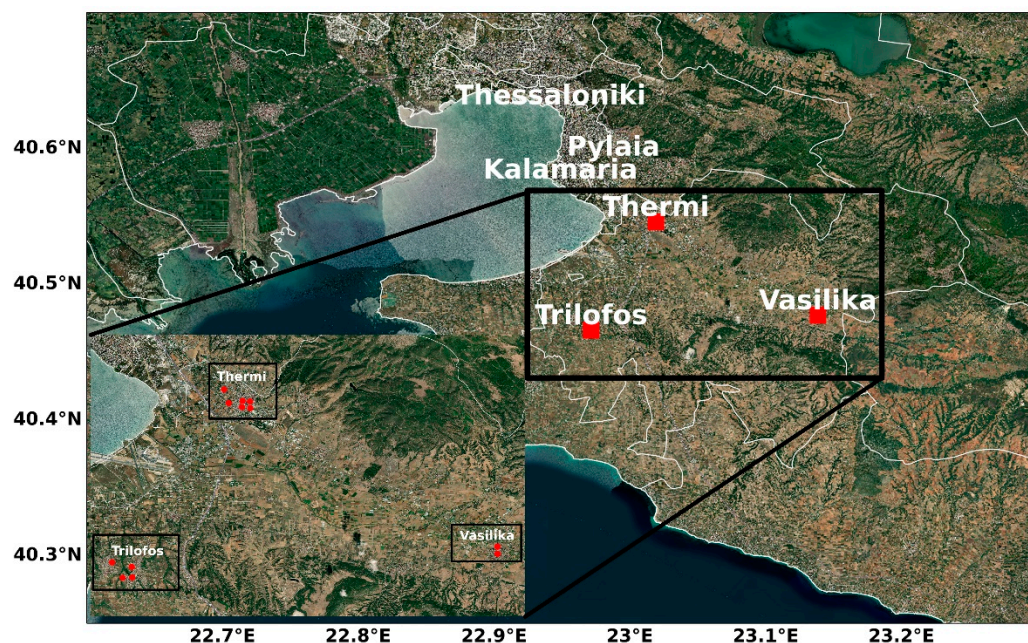 Thessaloniki
40.6°N
Pylaia
Kalamaria
Thermi
40.5°N
Vasilika
Trilofos
Thermi
40.4°N
Vasilika
Trilofos
40.3°N
22.7°E 22.8°E 22.9°E 23°E 23.1°E 23.2°E